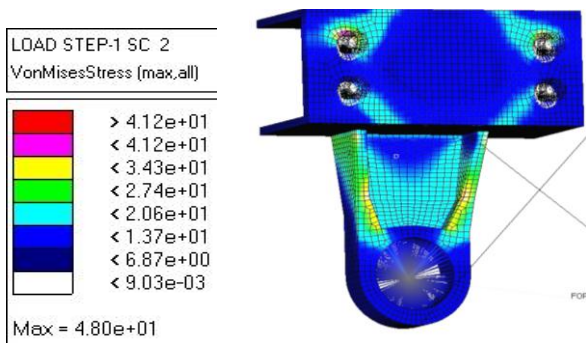 LOAD STEP-1 SC 2
VonMisesStress (max,all)
> 4.12e+01
< 4.12e+01
< 3.43e+01
< 2.74e+01
< 2.06e+01
< 1.37e+01
< 6.87e+00
< 9.03e-03
Max = 4.80e+01